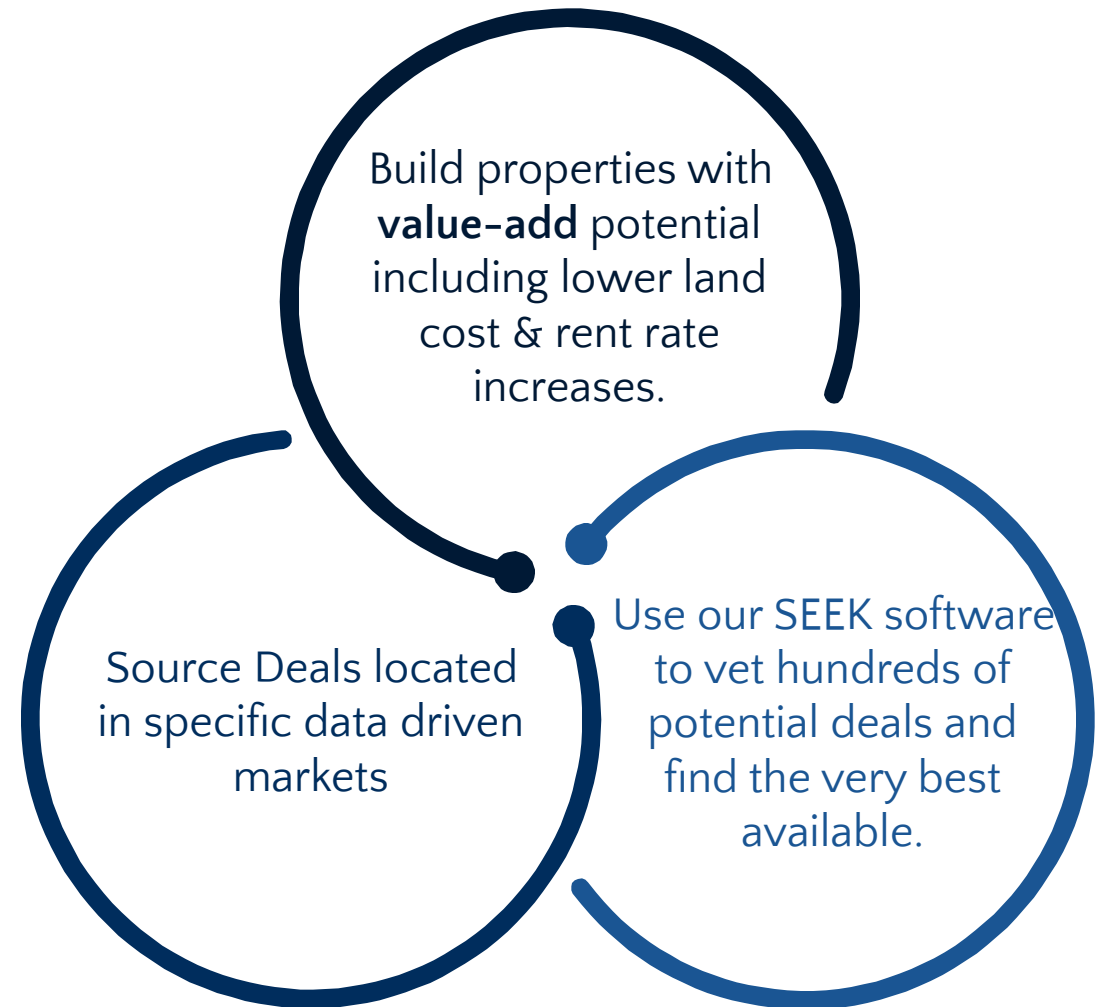 Build properties with
value-add potential
including lower land
cost & rent rate
increases.
Source Deals located
in specific data driven
markets
Use our SEEK software
to vet hundreds of
potential deals and
find the very best
available.